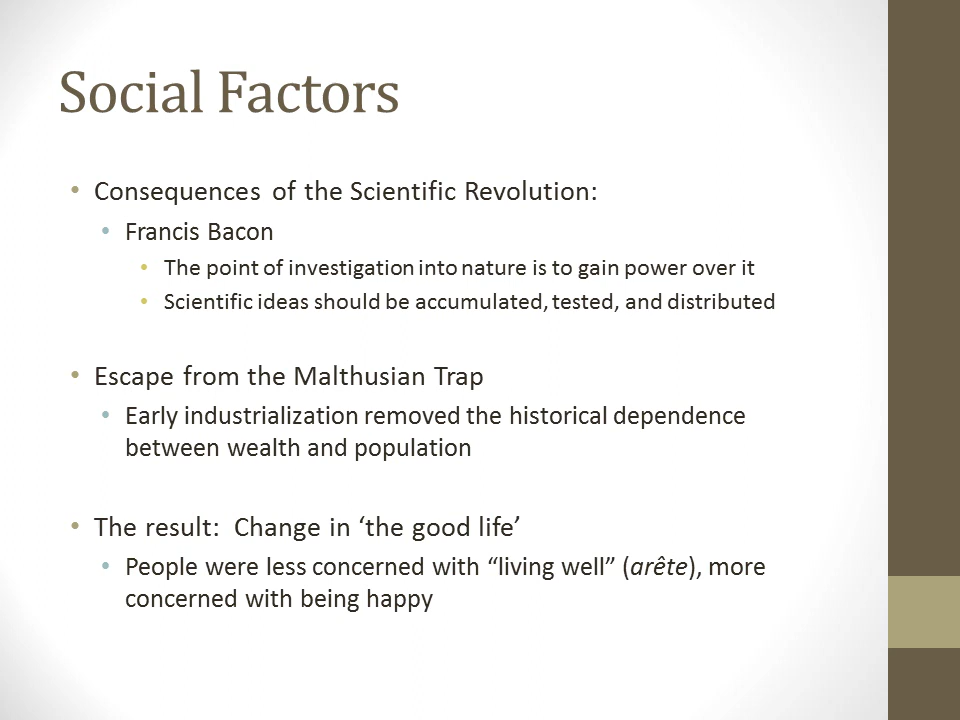 Social Factors
• Consequences of the Scientific Revolution:
• Francis Bacon
• The point of investigation into nature is to gain power over it
• Scientific ideas should be accumulated, tested, and distributed
• Escape from the Malthusian Trap
• Early industrialization removed the historical dependence
between wealth and population
• The result:  Change in ‘the good life’
• People were less concerned with “living well” (arête), more
concerned with being happy